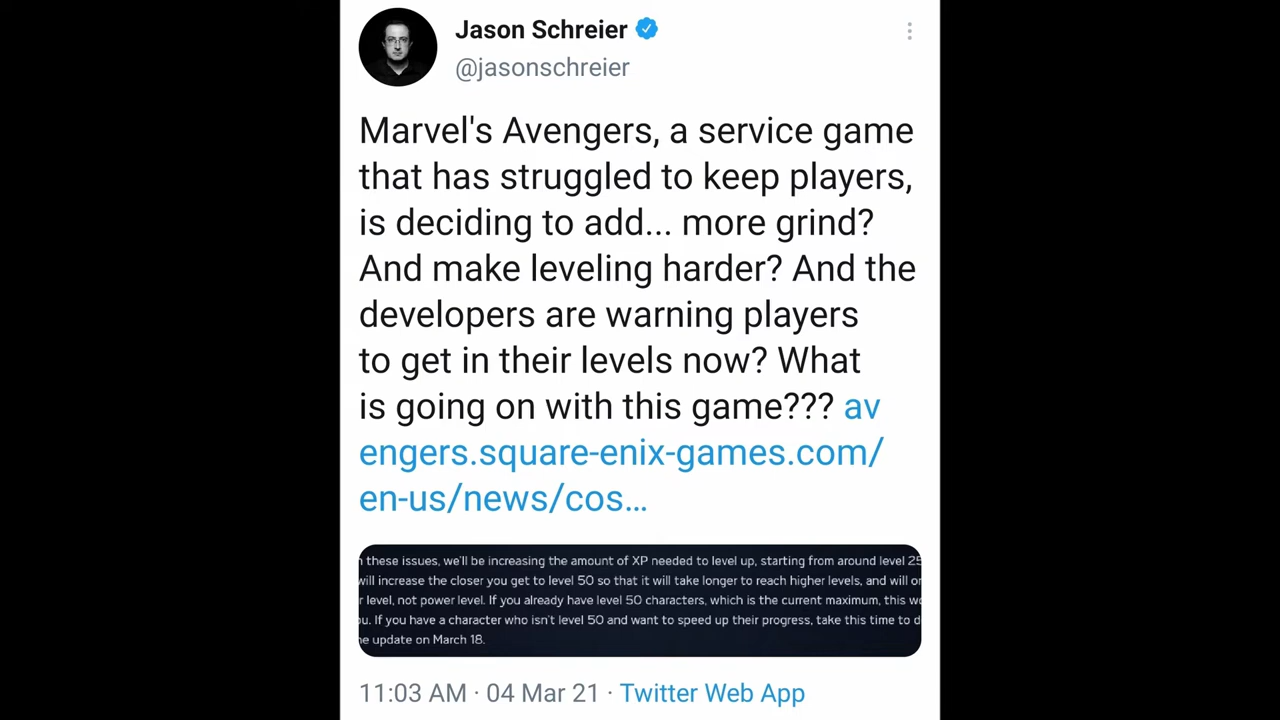 Jason Schreier
@jasonschreier
Marvel's Avengers, a service game
that has struggled to keep players,
is deciding to add... more grind?
And make leveling harder? And the
developers are warning players
to get in their levels now? What
is going on with this game??? av
engers.square-enix-games.com/
en-us/news/cos…
these issues, we'll be increasing the amount of XP needed to level up, starting from around level 25
will increase the closer you get to level 50 so that it will take longer to reach higher levels, and will
level, not power level. If you already have level 50 characters, which is the current maximum, this
If you have a character who isn't level 50 and want to speed up their progress, take this time to
update on March 18.
11:03 AM · 04 Mar 21 · Twitter Web App